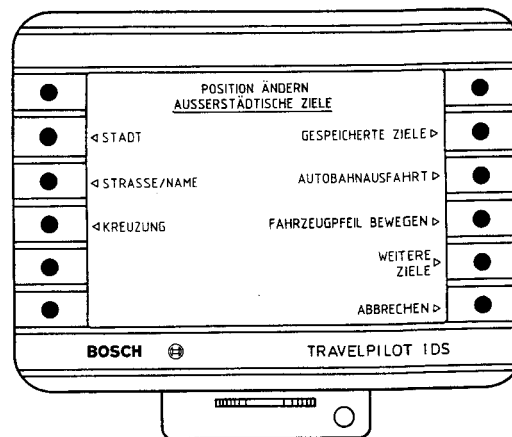 POSITION ÄNDERN
AUSSERSTÄDTISCHE ZIELE
◁ STADT
GESPEICHERTE ZIELE ▷
◁ STRASSE/NAME
AUTOBAHNAUSFAHRT ▷
◁ KREUZUNG
FAHRZEUGPFEIL BEWEGEN ▷
WEITERE ZIELE ▷
ABBRECHEN ▷
BOSCH
TRAVELPILOT IDS